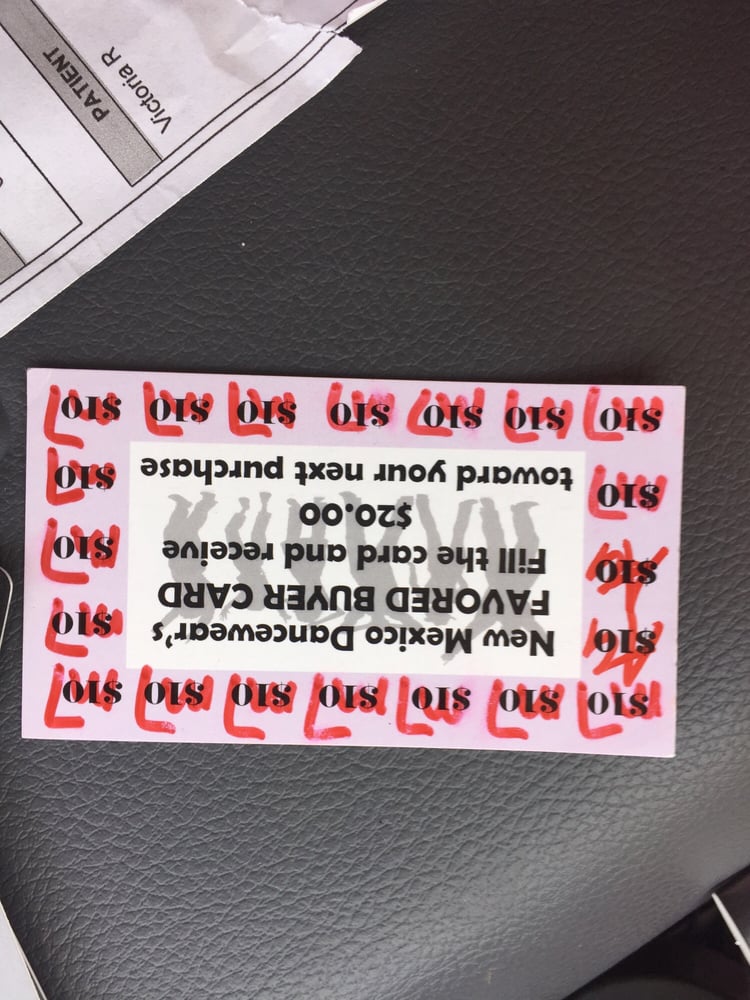 PATIENT
Victoria R
$10 $10 $10 $10 $10 $10 $10
$10 $10
$10 $10
$10 $10
New Mexico Dancewear's
FAVORED BUYER CARD
Fill the card and receive
$20.00
toward your next purchase
$10 $10 $10 $10 $10 $10 $10